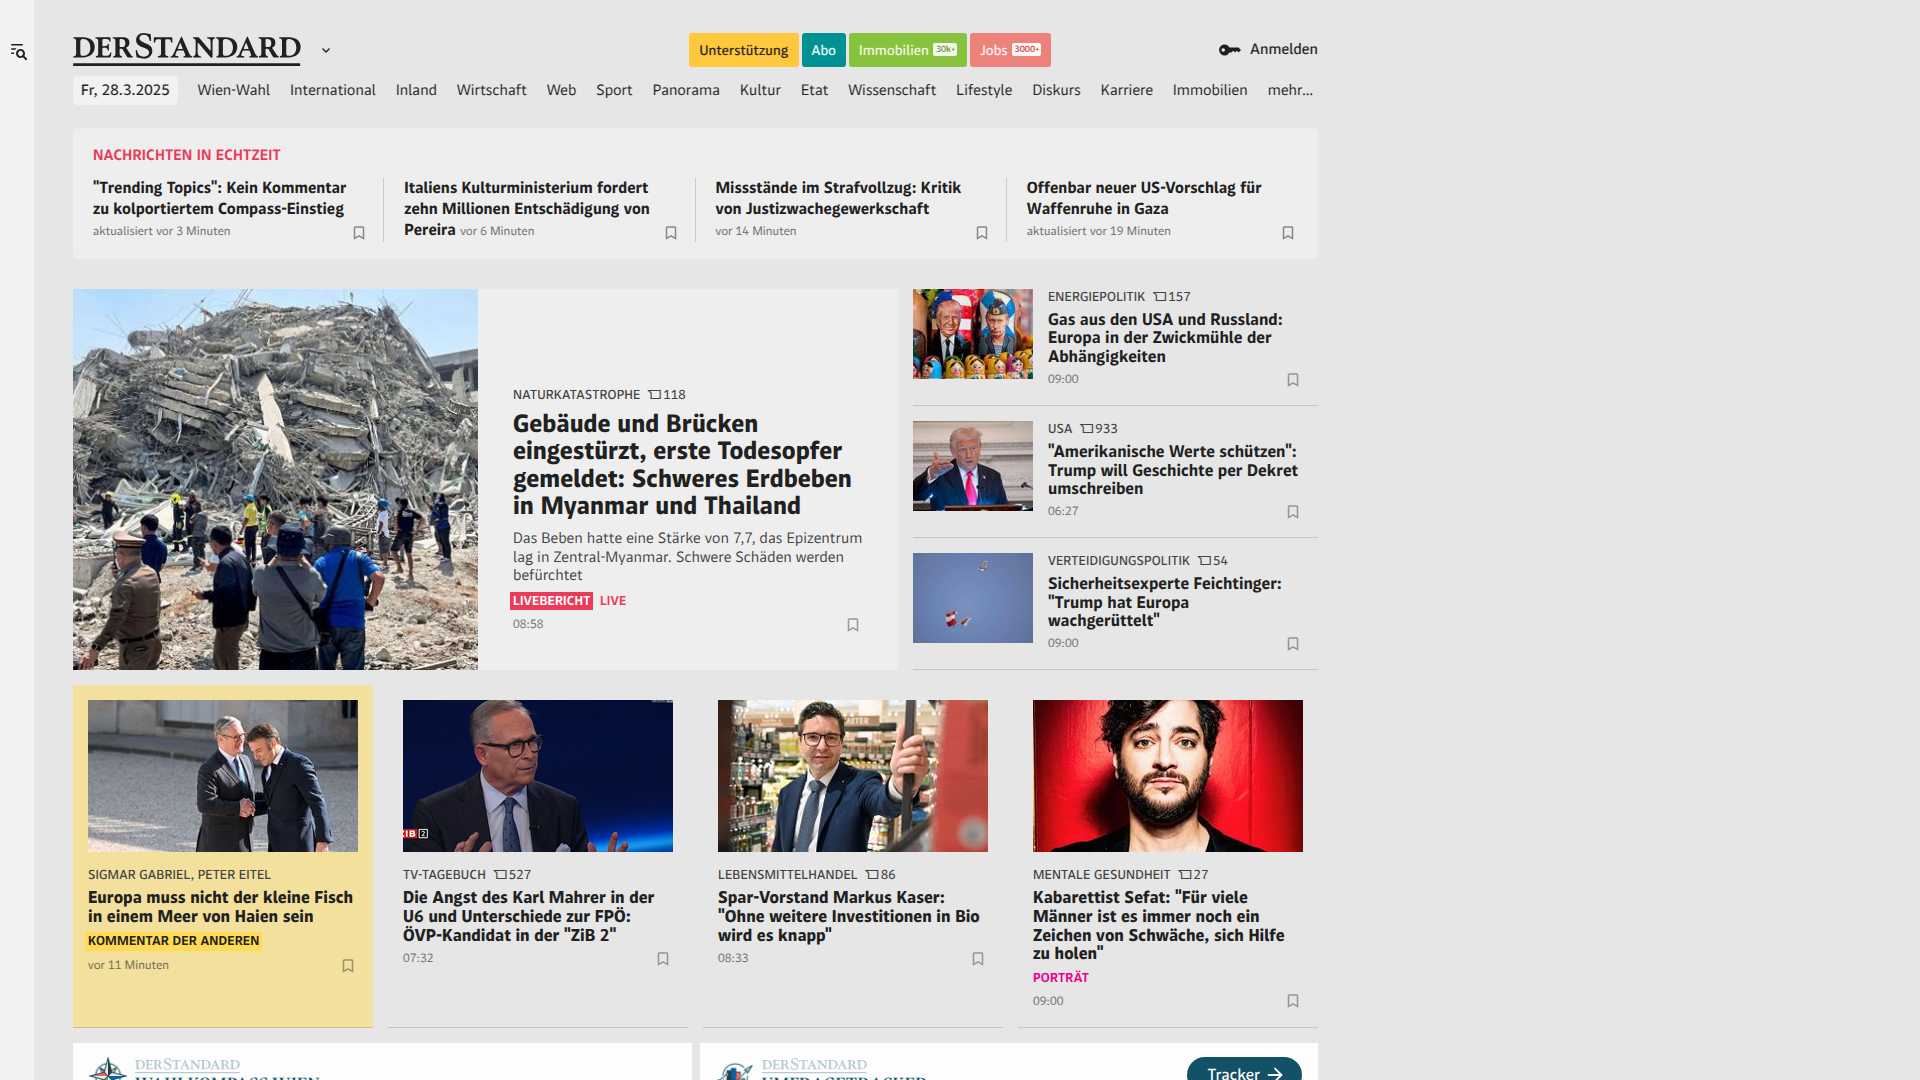 DERSTANDARD
Unterstützung
Abo
Immobilien 30k+
Jobs 3000+
Anmelden
Fr, 28.3.2025
Wien-Wahl
International
Inland
Wirtschaft
Web
Sport
Panorama
Kultur
Etat
Wissenschaft
Lifestyle
Diskurs
Karriere
Immobilien
mehr...
NACHRICHTEN IN ECHTZEIT
"Trending Topics": Kein Kommentar
zu kolportiertem Compass-Einstieg
aktualisiert vor 3 Minuten
Italiens Kulturministerium fordert
zehn Millionen Entschädigung von
Pereira vor 6 Minuten
Missstände im Strafvollzug: Kritik
von Justizwachegewerkschaft
vor 14 Minuten
Offenbar neuer US-Vorschlag für
Waffenruhe in Gaza
aktualisiert vor 19 Minuten
NATURKATASTROPHE 118
Gebäude und Brücken
eingestürzt, erste Todesopfer
gemeldet: Schweres Erdbeben
in Myanmar und Thailand
Das Beben hatte eine Stärke von 7,7, das Epizentrum
lag in Zentral-Myanmar. Schwere Schäden werden
befürchtet
LIVEBERICHT LIVE
08:58
ENERGIEPOLITIK 157
Gas aus den USA und Russland:
Europa in der Zwickmühle der
Abhängigkeiten
09:00
USA 933
"Amerikanische Werte schützen":
Trump will Geschichte per Dekret
umschreiben
06:27
VERTEIDIGUNGSPOLITIK 54
Sicherheitsexperte Feichtinger:
"Trump hat Europa
wachgerüttelt"
09:00
SIGMAR GABRIEL, PETER EITEL
Europa muss nicht der kleine Fisch
in einem Meer von Haien sein
KOMMENTAR DER ANDEREN
vor 11 Minuten
ZIB 2
TV-TAGEBUCH 527
Die Angst des Karl Mahrer in der
U6 und Unterschiede zur FPÖ:
ÖVP-Kandidat in der "ZiB 2"
07:32
LEBENSMITTELHANDEL 86
Spar-Vorstand Markus Kaser:
"Ohne weitere Investitionen in Bio
wird es knapp"
08:33
MENTALE GESUNDHEIT 27
Kabarettist Sefat: "Für viele
Männer ist es immer noch ein
Zeichen von Schwäche, sich Hilfe
zu holen"
PORTRÄT
09:00
DERSTANDARD
WAHLKOMPASS WIEN
DERSTANDARD
UMFRAGETRACKER
Tracker